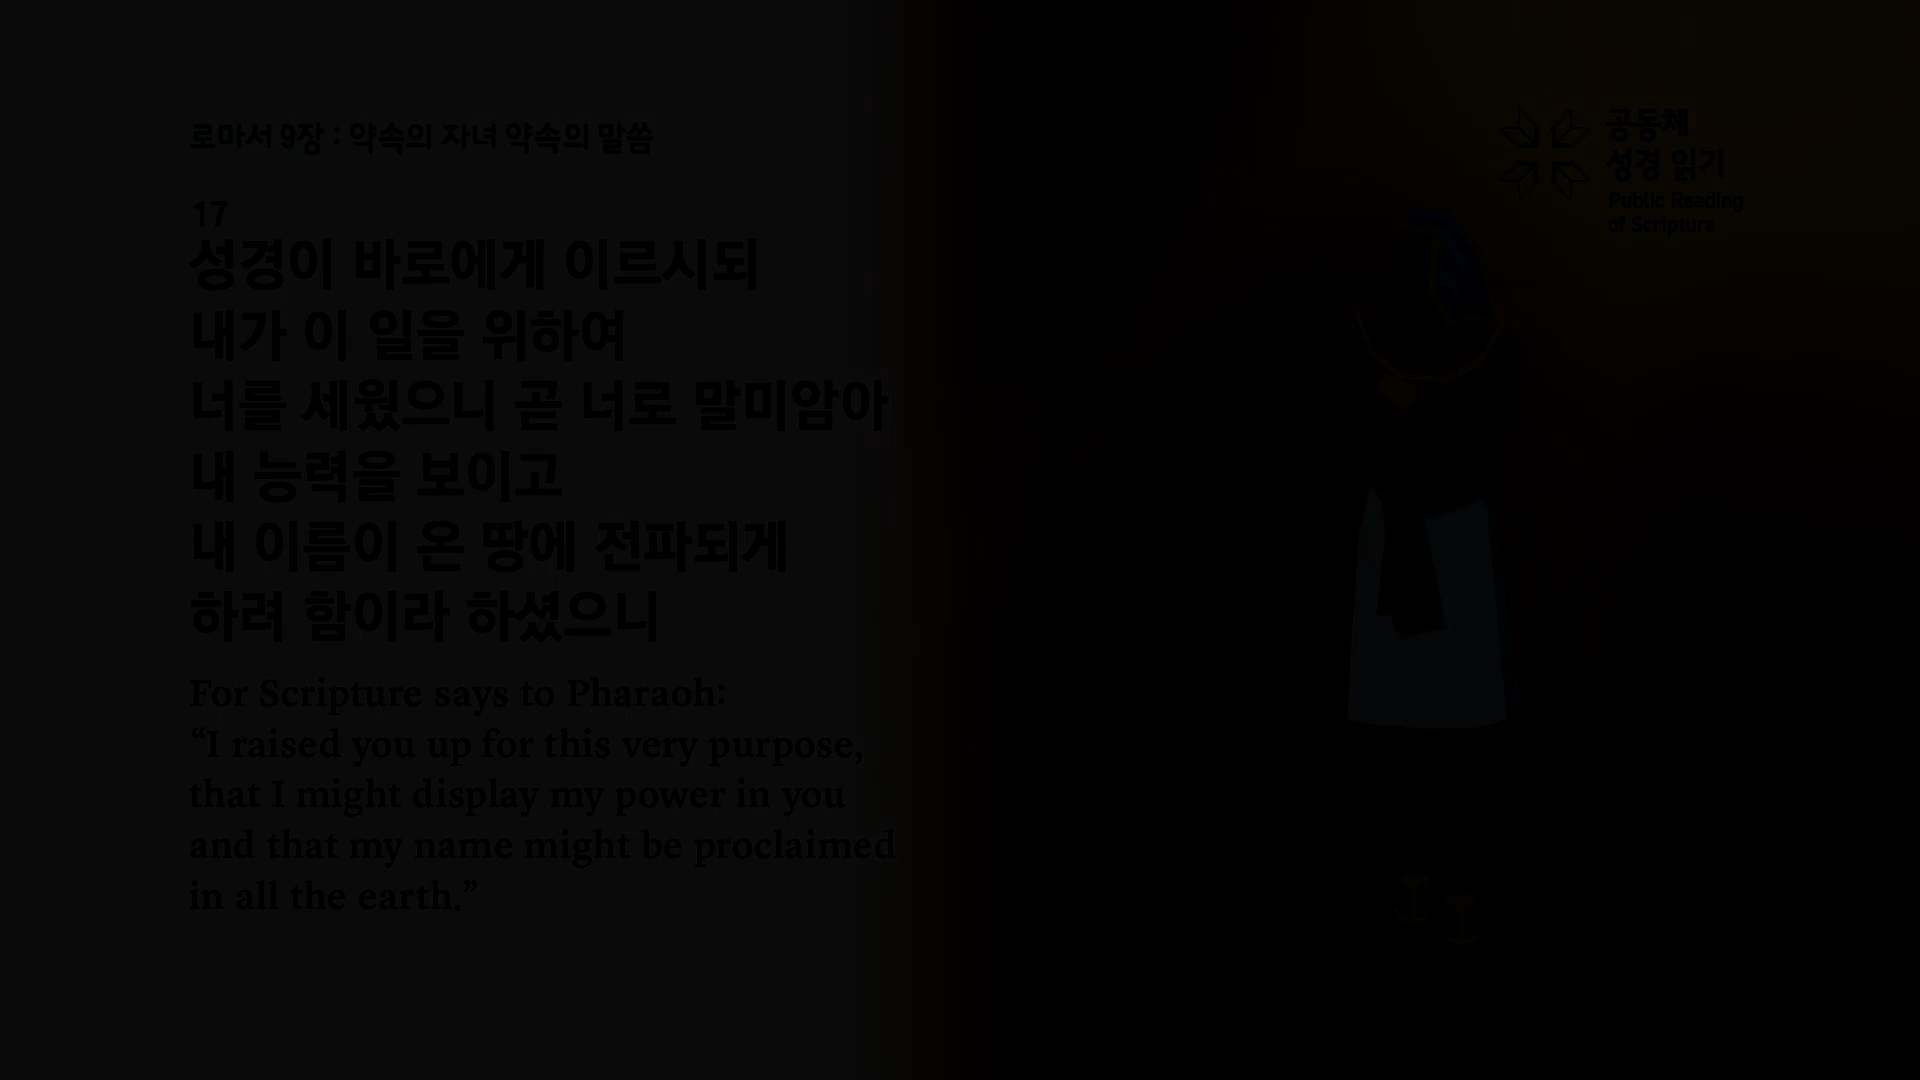 로마서 9장 : 약속의 자녀 약속의 말씀
17
성경이 바로에게 이르시되
내가 이 일을 위하여
너를 세웠으니 곧 너로 말미암아
내 능력을 보이고
내 이름이 온 땅에 전파되게
하려 함이라 하셨으니
For Scripture says to Pharaoh:
“I raised you up for this very purpose,
that I might display my power in you
and that my name might be proclaimed
in all the earth.”
공동체
성경 읽기
Public Reading
of Scripture